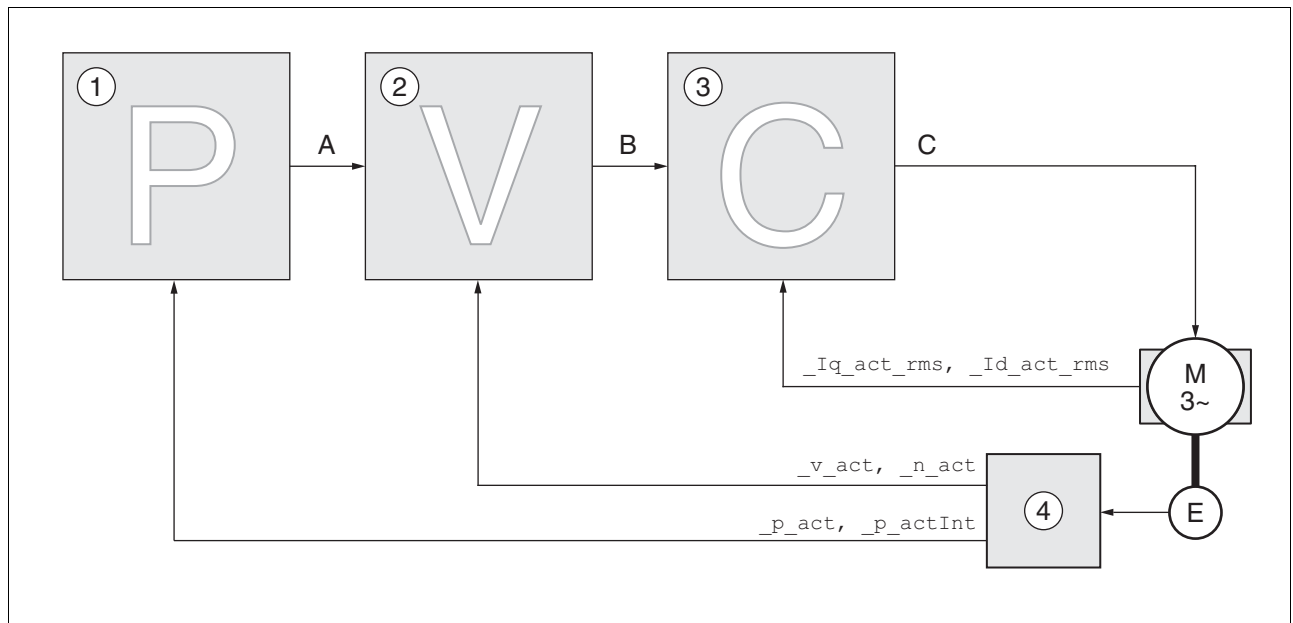 1
P
A
2
V
B
3
C
C
_Iq_act_rms, _Id_act_rms
M
3~
_v_act, _n_act
4
E
_p_act, _p_actInt